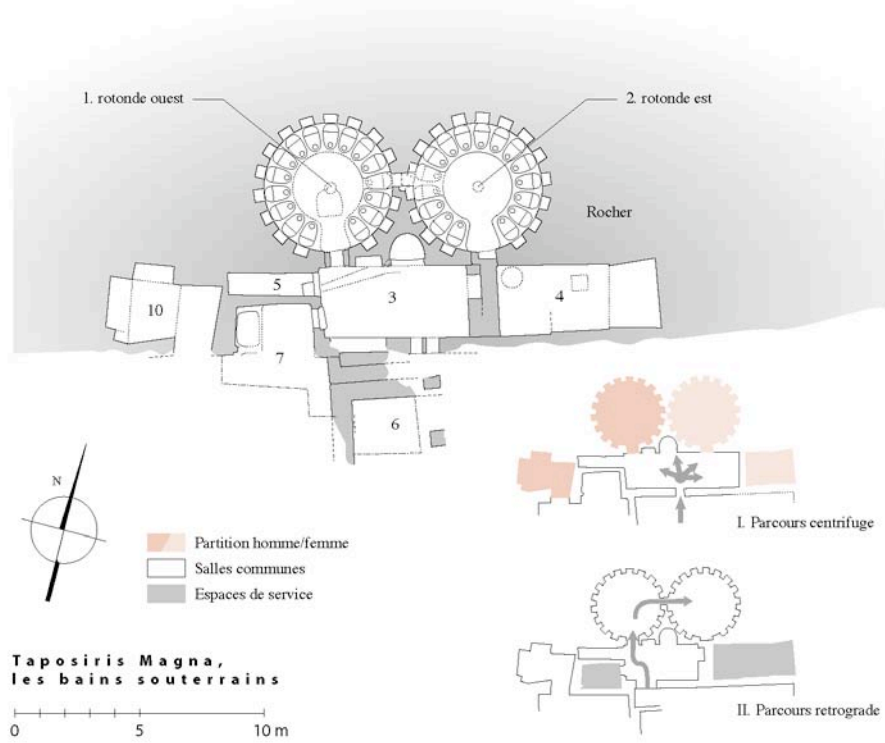 1. rotonde ouest
2. rotonde est
Rocher
5
3
4
10
7
6
N
Partition homme/femme
Salles communes
Espaces de service
I. Parcours centrifuge
II. Parcours retrograde
Taposiris Magna,
les bains souterrains
0 5 10 m